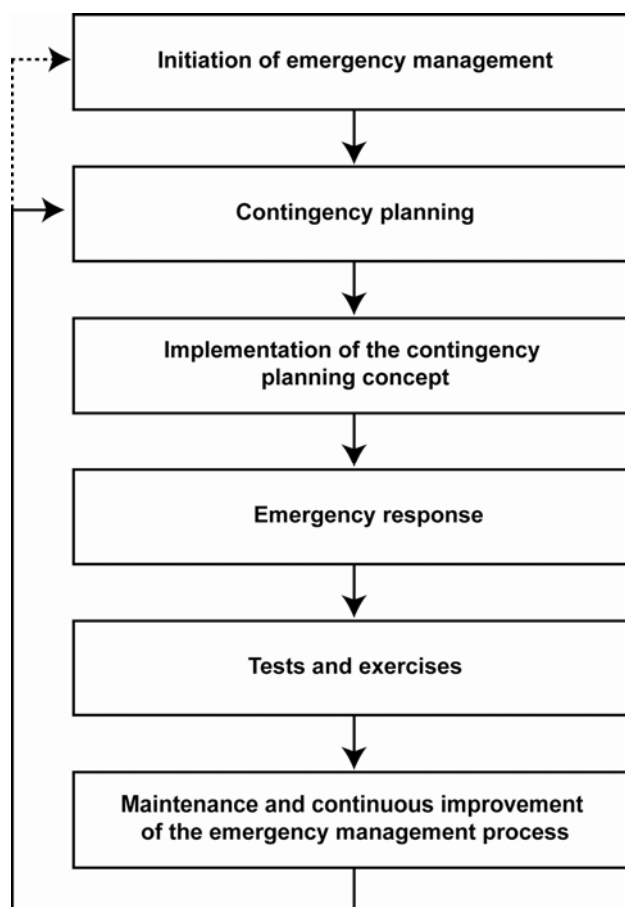 Initiation of emergency management
Contingency planning
Implementation of the contingency
planning concept
Emergency response
Tests and exercises
Maintenance and continuous improvement
of the emergency management process